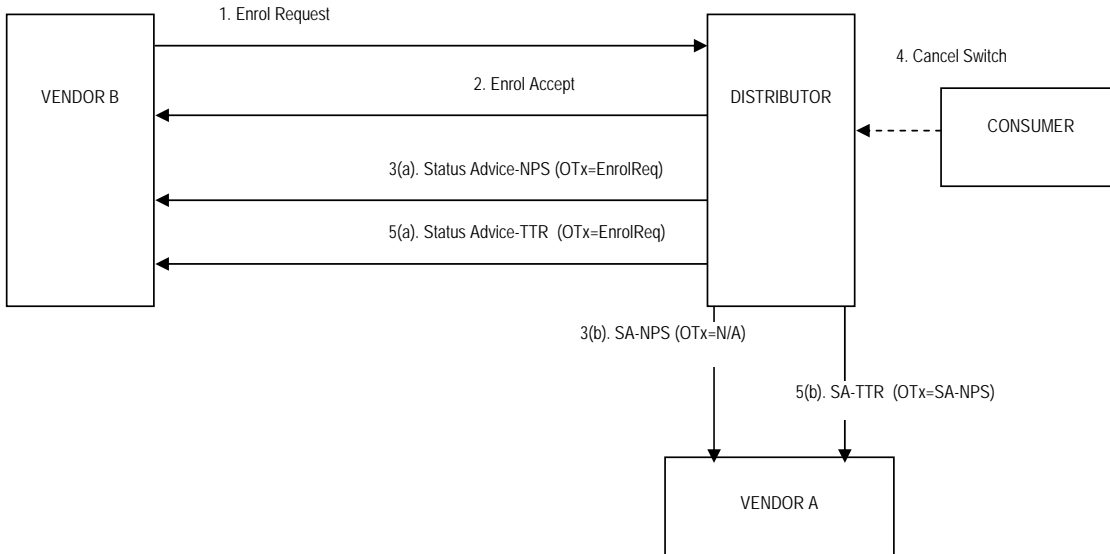 1. Enrol Request
4. Cancel Switch
2. Enrol Accept
VENDOR B
DISTRIBUTOR
CONSUMER
3(a). Status Advice-NPS (OTx=EnrolReq)
5(a). Status Advice-TTR (OTx=EnrolReq)
3(b). SA-NPS (OTx=N/A)
5(b). SA-TTR (OTx=SA-NPS)
VENDOR A